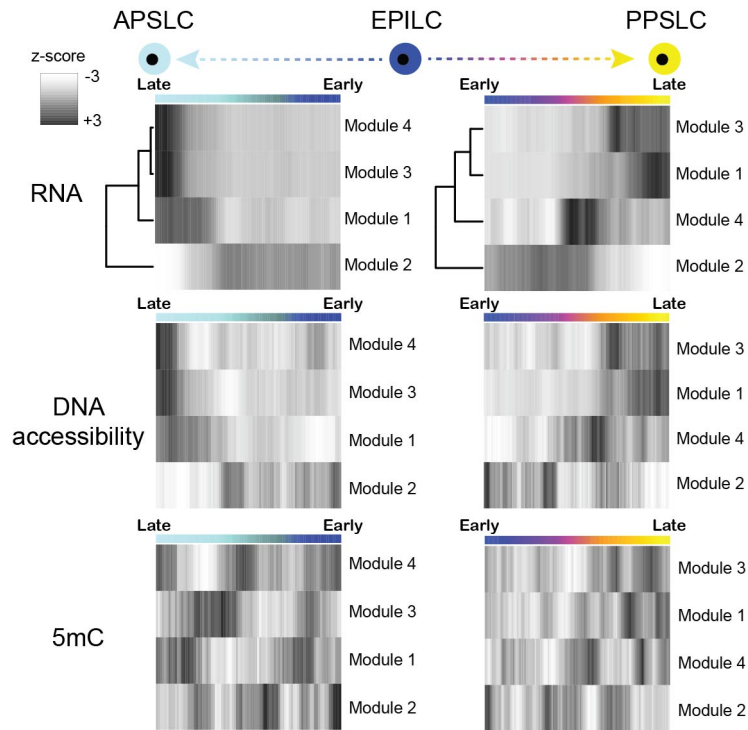 APSLC EPILC PPSLC
z-score
-3
+3
Late Early Early Late
RNA
Module 4
Module 3
Module 1
Module 2
Module 3
Module 1
Module 4
Module 2
DNA
accessibility
Late Early
Module 4
Module 3
Module 1
Module 2
Module 3
Module 1
Module 4
Module 2
5mC
Late Early Early Late
Module 4
Module 3
Module 1
Module 2
Module 3
Module 1
Module 4
Module 2